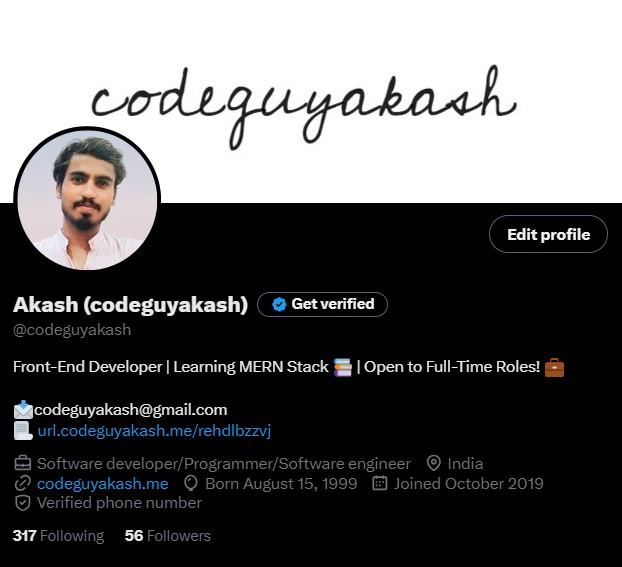 codeguyakash
Edit profile
Akash (codeguyakash) Get verified
@codeguyakash
Front-End Developer | Learning MERN Stack 📚 | Open to Full-Time Roles! 💼
📩codeguyakash@gmail.com
📃 url.codeguyakash.me/rehdlbzzvj
Software developer/Programmer/Software engineer India
codeguyakash.me Born August 15, 1999 Joined October 2019
Verified phone number
317 Following 56 Followers